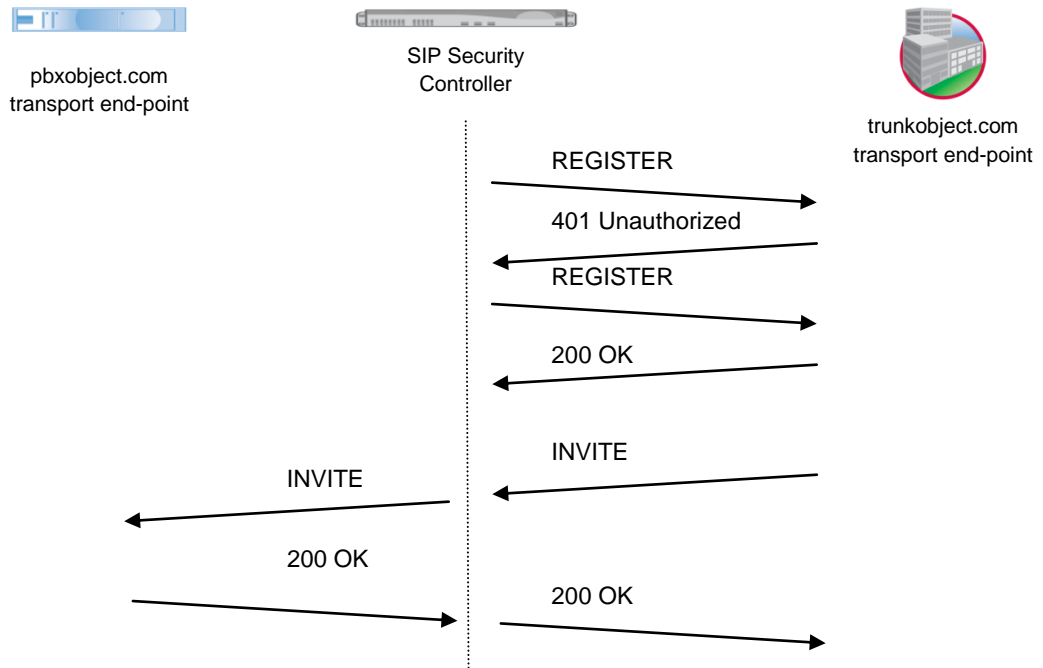 SIP Security
Controller
pbxobject.com
transport end-point
trunkobject.com
transport end-point
REGISTER
401 Unauthorized
REGISTER
200 OK
INVITE
INVITE
200 OK
200 OK